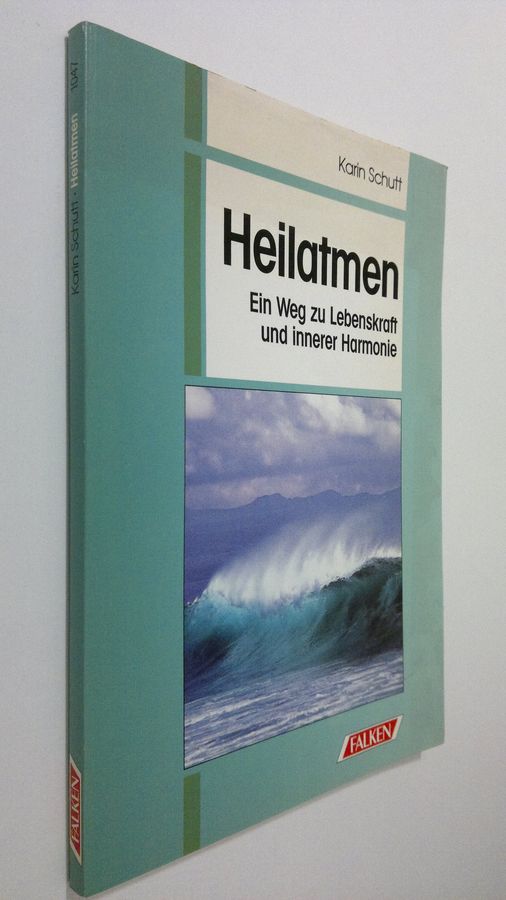 Karin Schutt
Heilatmen
Ein Weg zu Lebenskraft
und innerer Harmonie
FALKEN
Karin Schutt · Heilatmen 1047
FALKEN